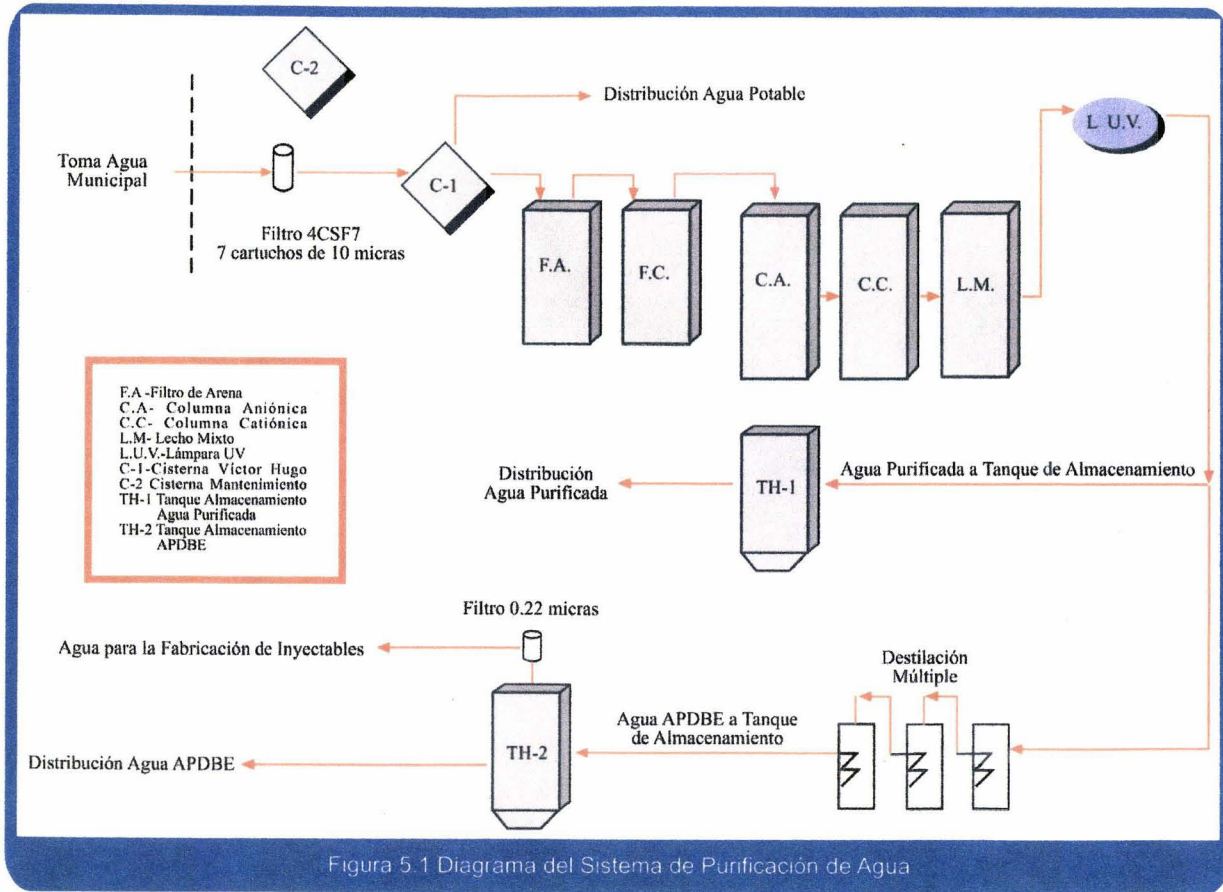 C-2
Distribución Agua Potable
L U.V.
Toma Agua
Municipal
C-1
Filtro 4CSF7
7 cartuchos de 10 micras
F.A.
F.C.
C.A.
C.C.
L.M.
F.A -Filtro de Arena
C.A- Columna Aniónica
C.C- Columna Catiónica
L.M- Lecho Mixto
L.U.V.-Lámpara UV
C-1-Cisterna Víctor Hugo
C-2 Cisterna Mantenimiento
TH-1 Tanque Almacenamiento
Agua Purificada
TH-2 Tanque Almacenamiento
APDBE
Distribución
Agua Purificada
TH-1
Agua Purificada a Tanque de Almacenamiento
Filtro 0.22 micras
Agua para la Fabricación de Inyectables
Destilación
Múltiple
Agua APDBE a Tanque
de Almacenamiento
TH-2
Distribución Agua APDBE
Figura 5.1 Diagrama del Sistema de Purificación de Agua